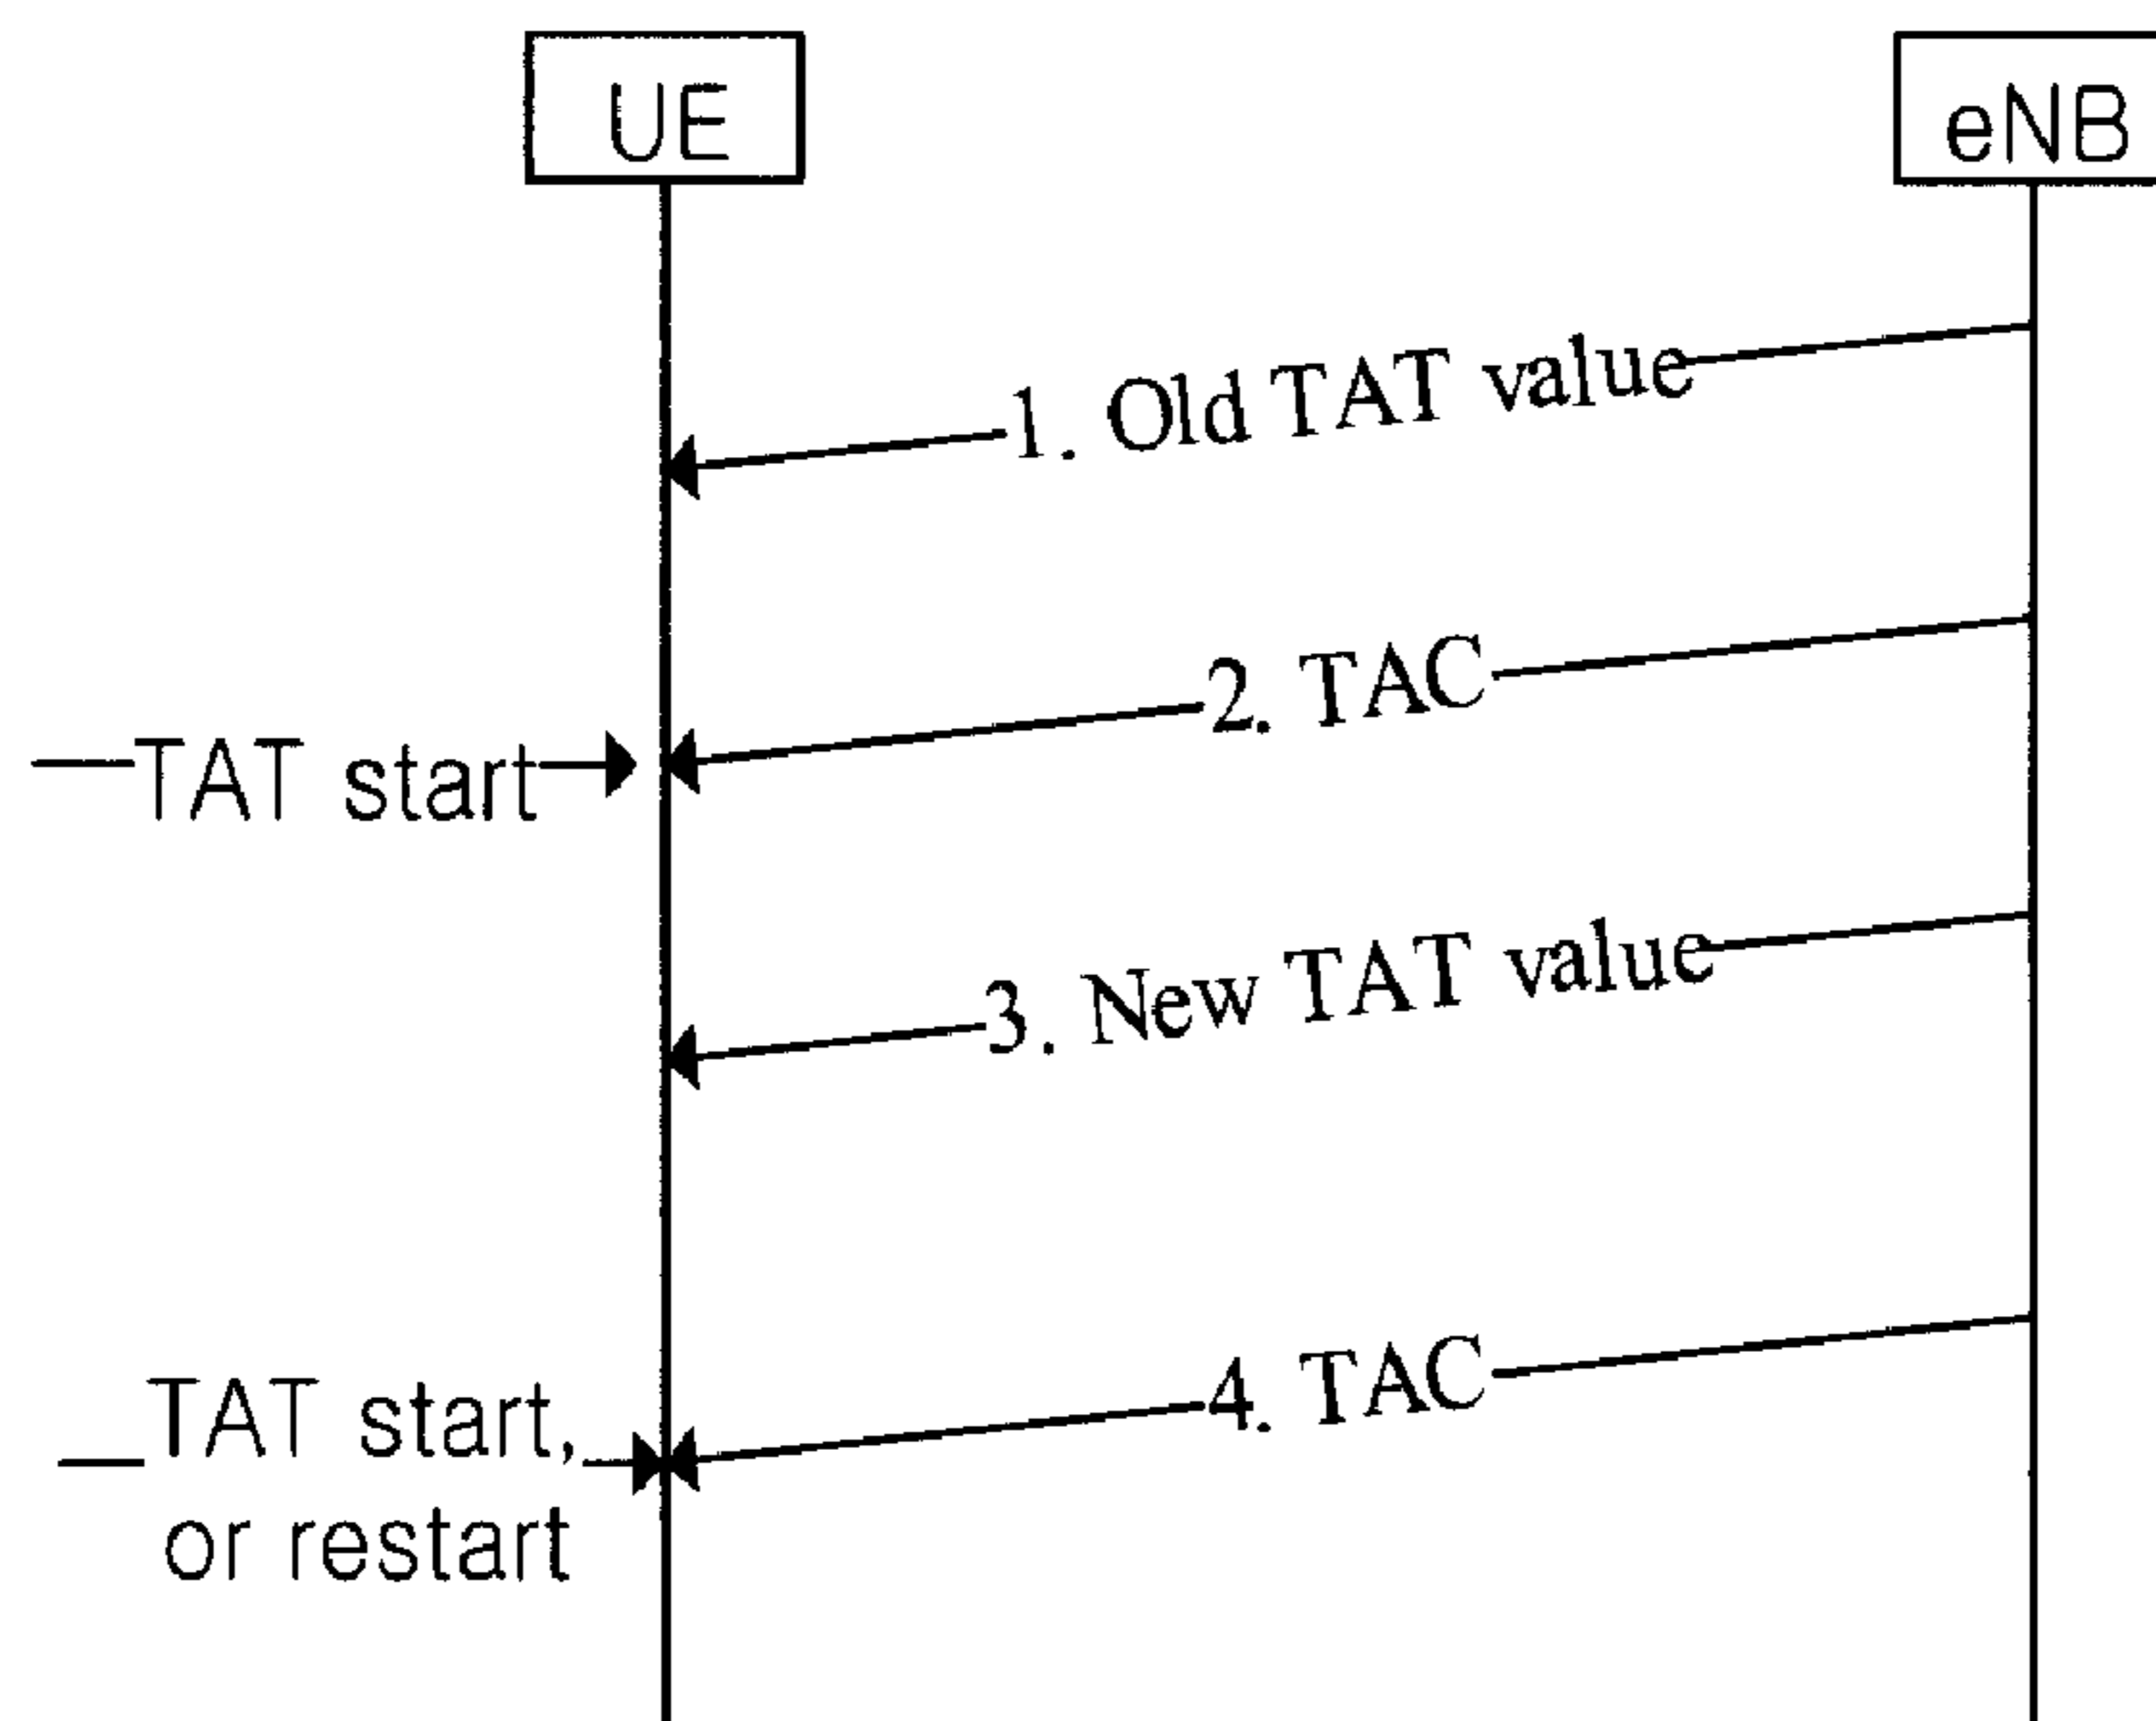 UE
eNB
1. Old TAT value
2. TAC
TAT start
3. New TAT value
4. TAC
TAT start,
or restart